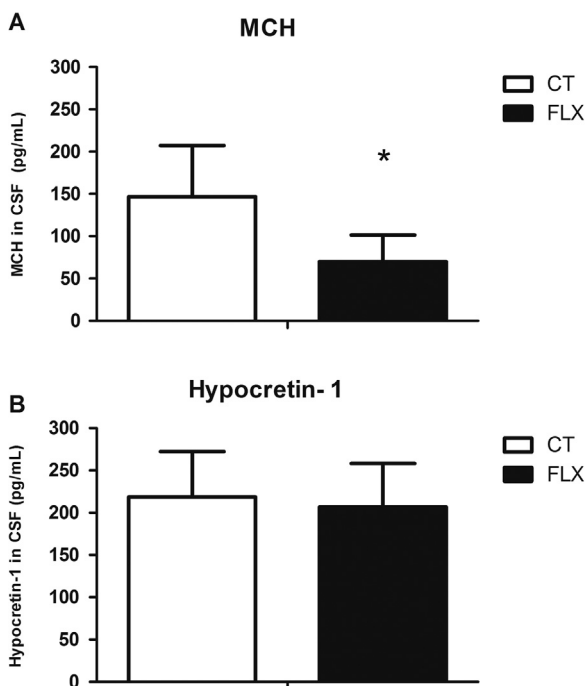 A
MCH
300
250
200
150
100
50
0
MCH in CSF (pg/mL)
*
CT
FLX
B
Hypocretin- 1
300
250
200
150
100
50
0
Hypocretin-1 in CSF (pg/mL)
CT
FLX